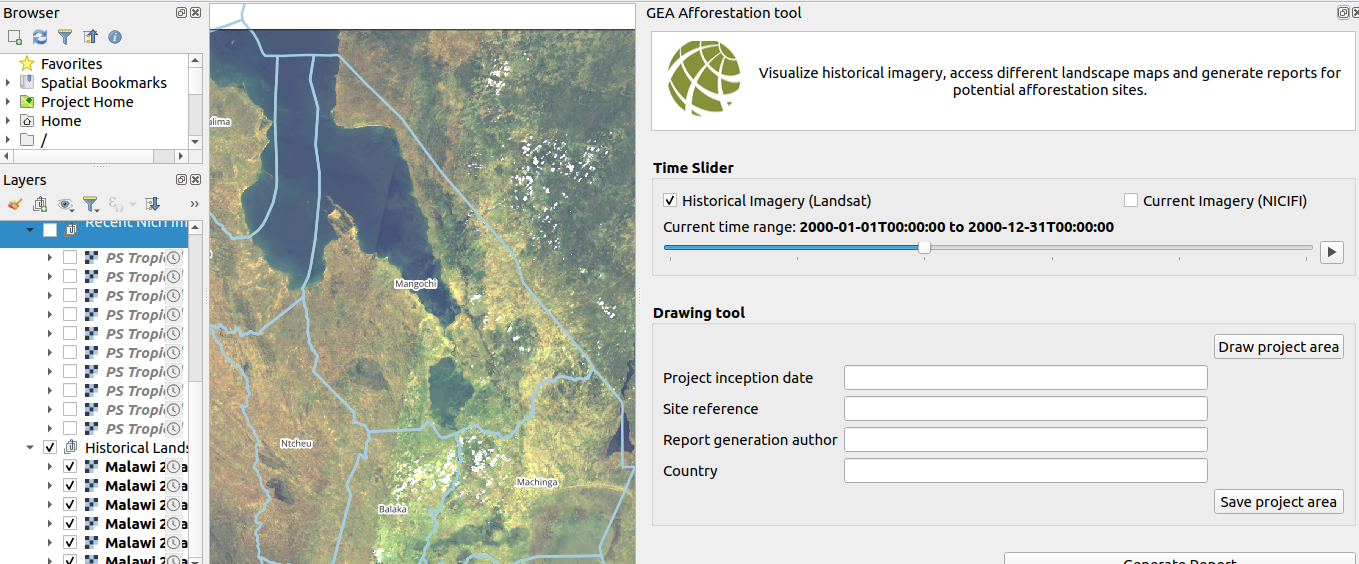 Browser
Favorites
Spatial Bookmarks
Project Home
Home
/
Layers
»
Recent
PS Tropi
PS Tropi
PS Tropi
PS Tropi
PS Tropi
PS Tropi
PS Tropi
PS Tropi
PS Tropi
PS Tropi
Historical Lands
Malawi 2
Malawi 2
Malawi 2
Malawi 2
Malawi 2
Malawi 2
alima
Mangochi
Ntcheu
Machinga
Balaka
GEA Afforestation tool
Visualize historical imagery, access different landscape maps and generate reports for
potential afforestation sites.
Time Slider
Historical Imagery (Landsat)
Current Imagery (NICIFI)
Current time range: 2000-01-01T00:00:00 to 2000-12-31T00:00:00
Drawing tool
Draw project area
Project inception date
Site reference
Report generation author
Country
Save project area
Generate Report